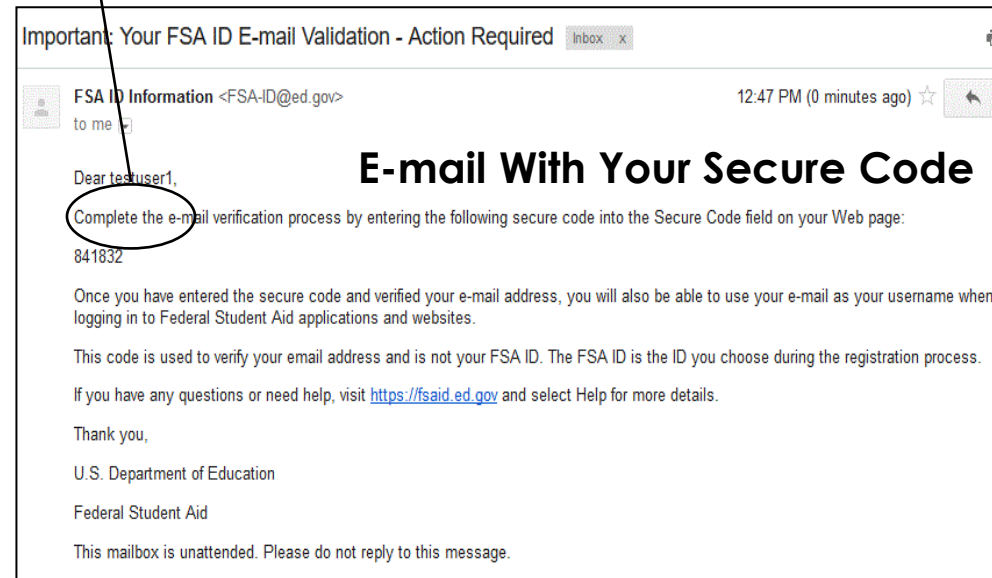 Important: Your FSA ID E-mail Validation - Action Required Inbox x
FSA ID Information <FSA-ID@ed.gov> 12:47 PM (0 minutes ago)
to me
E-mail With Your Secure Code
Dear testuser1,
Complete the e-mail verification process by entering the following secure code into the Secure Code field on your Web page:
841832
Once you have entered the secure code and verified your e-mail address, you will also be able to use your e-mail as your username when
logging in to Federal Student Aid applications and websites.
This code is used to verify your email address and is not your FSA ID. The FSA ID is the ID you choose during the registration process.
If you have any questions or need help, visit https://fsaid.ed.gov and select Help for more details.
Thank you,
U.S. Department of Education
Federal Student Aid
This mailbox is unattended. Please do not reply to this message.